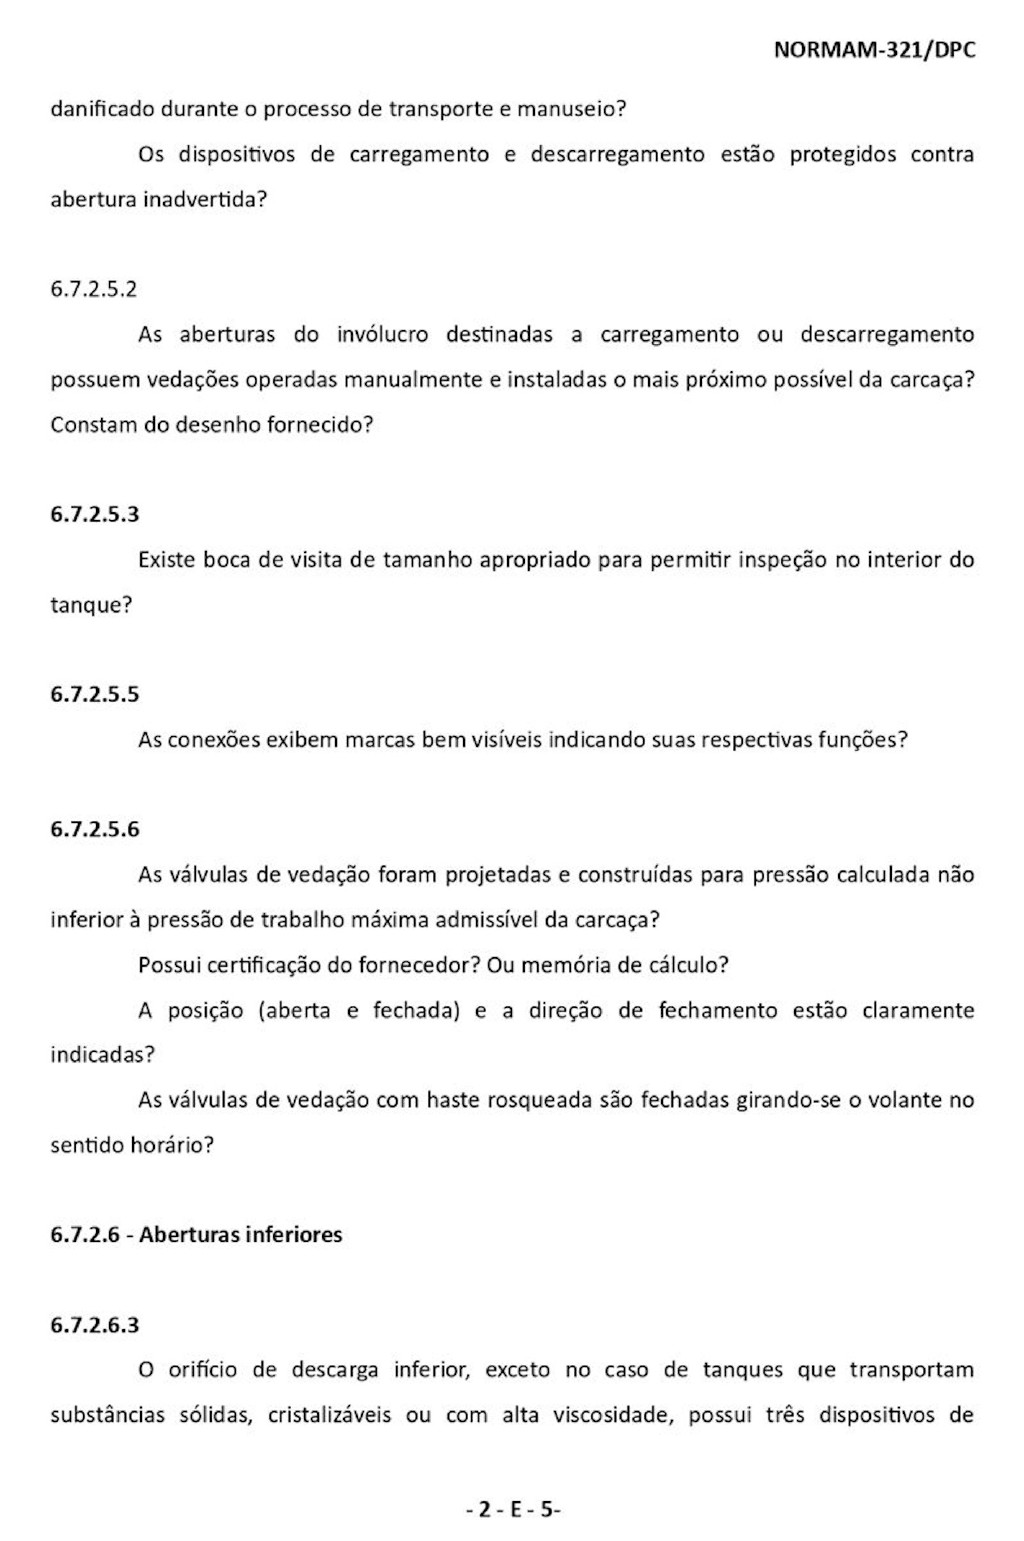 NORMAM-321/DPC
danificado durante o processo de transporte e manuseio?
Os dispositivos de carregamento e descarregamento estão protegidos contra
abertura inadvertida?
6.7.2.5.2
As aberturas do invólucro destinadas a carregamento ou descarregamento
possuem vedações operadas manualmente e instaladas o mais próximo possível da carcaça?
Constam do desenho fornecido?
6.7.2.5.3
Existe boca de visita de tamanho apropriado para permitir inspeção no interior do
tanque?
6.7.2.5.5
As conexões exibem marcas bem visíveis indicando suas respectivas funções?
6.7.2.5.6
As válvulas de vedação foram projetadas e construídas para pressão calculada não
inferior à pressão de trabalho máxima admissível da carcaça?
Possui certificação do fornecedor? Ou memória de cálculo?
A posição (aberta e fechada) e a direção de fechamento estão claramente
indicadas?
As válvulas de vedação com haste rosqueada são fechadas girando-se o volante no
sentido horário?
6.7.2.6 - Aberturas inferiores
6.7.2.6.3
O orifício de descarga inferior, exceto no caso de tanques que transportam
substâncias sólidas, cristalizáveis ou com alta viscosidade, possui três dispositivos de
- 2 - E - 5-